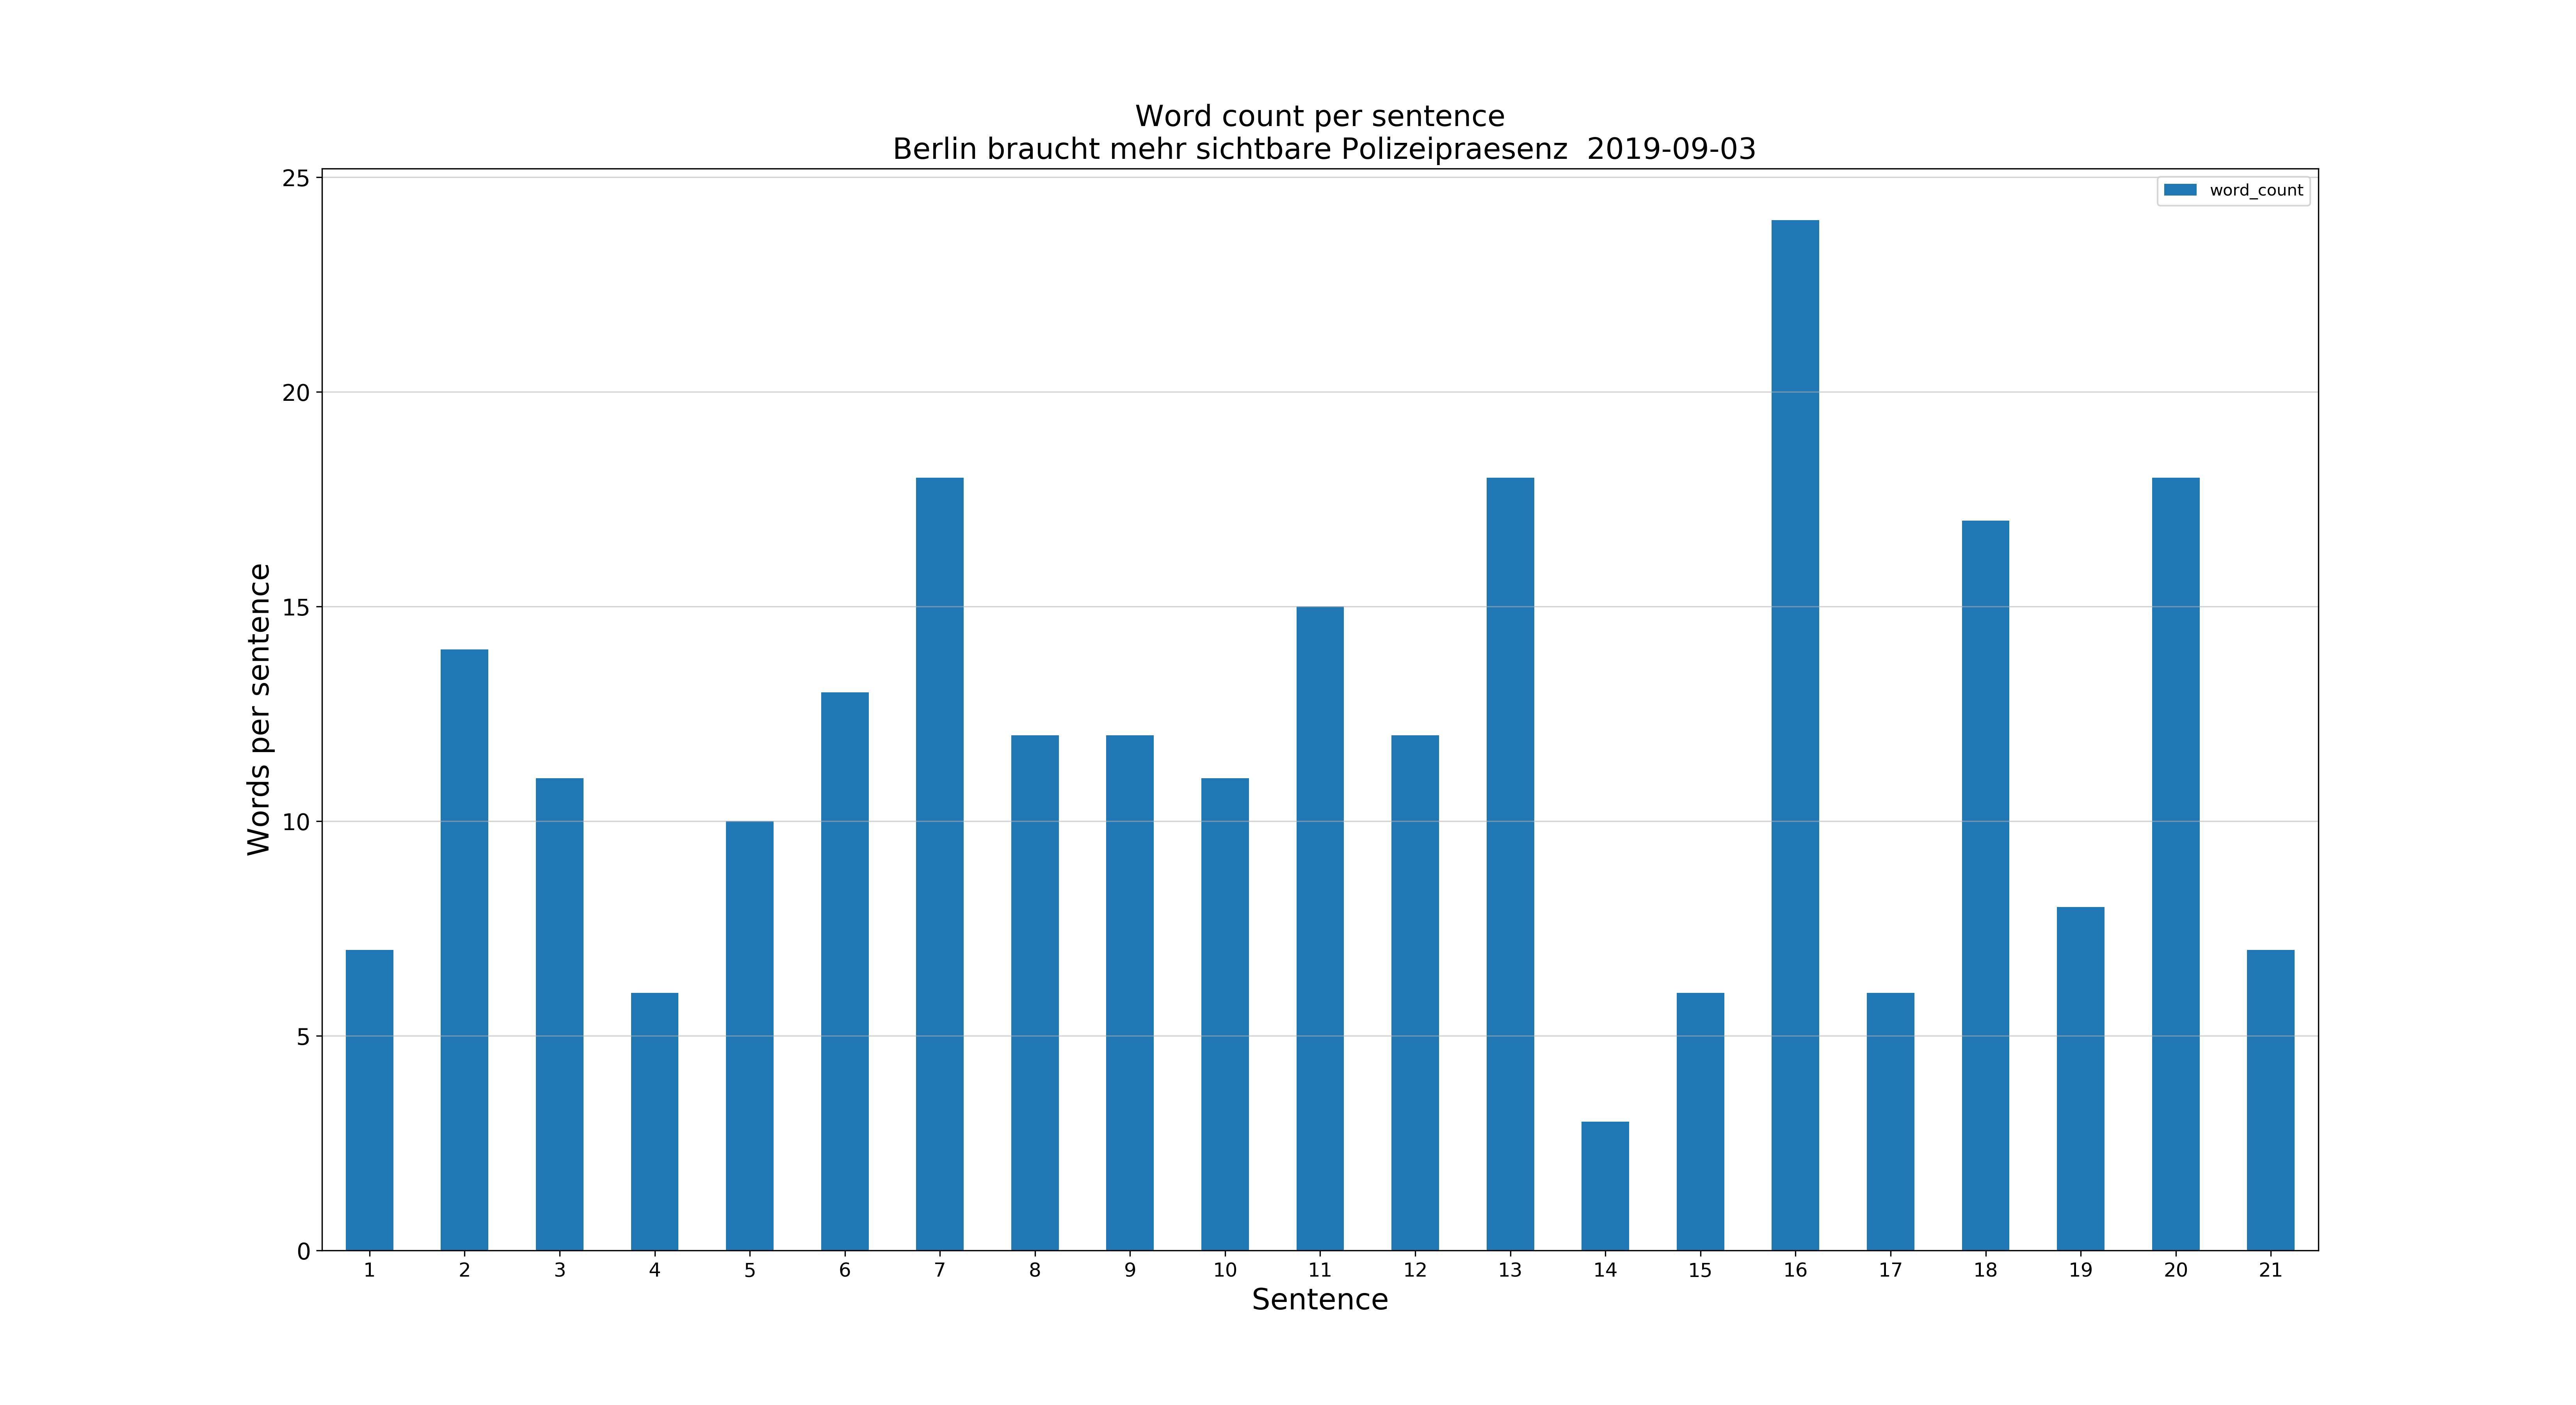 Word count per sentence
Berlin braucht mehr sichtbare Polizeipraesenz  2019-09-03
word_count
25
20
15
10
5
0
Words per sentence
1 2 3 4 5 6 7 8 9 10 11 12 13 14 15 16 17 18 19 20 21
Sentence